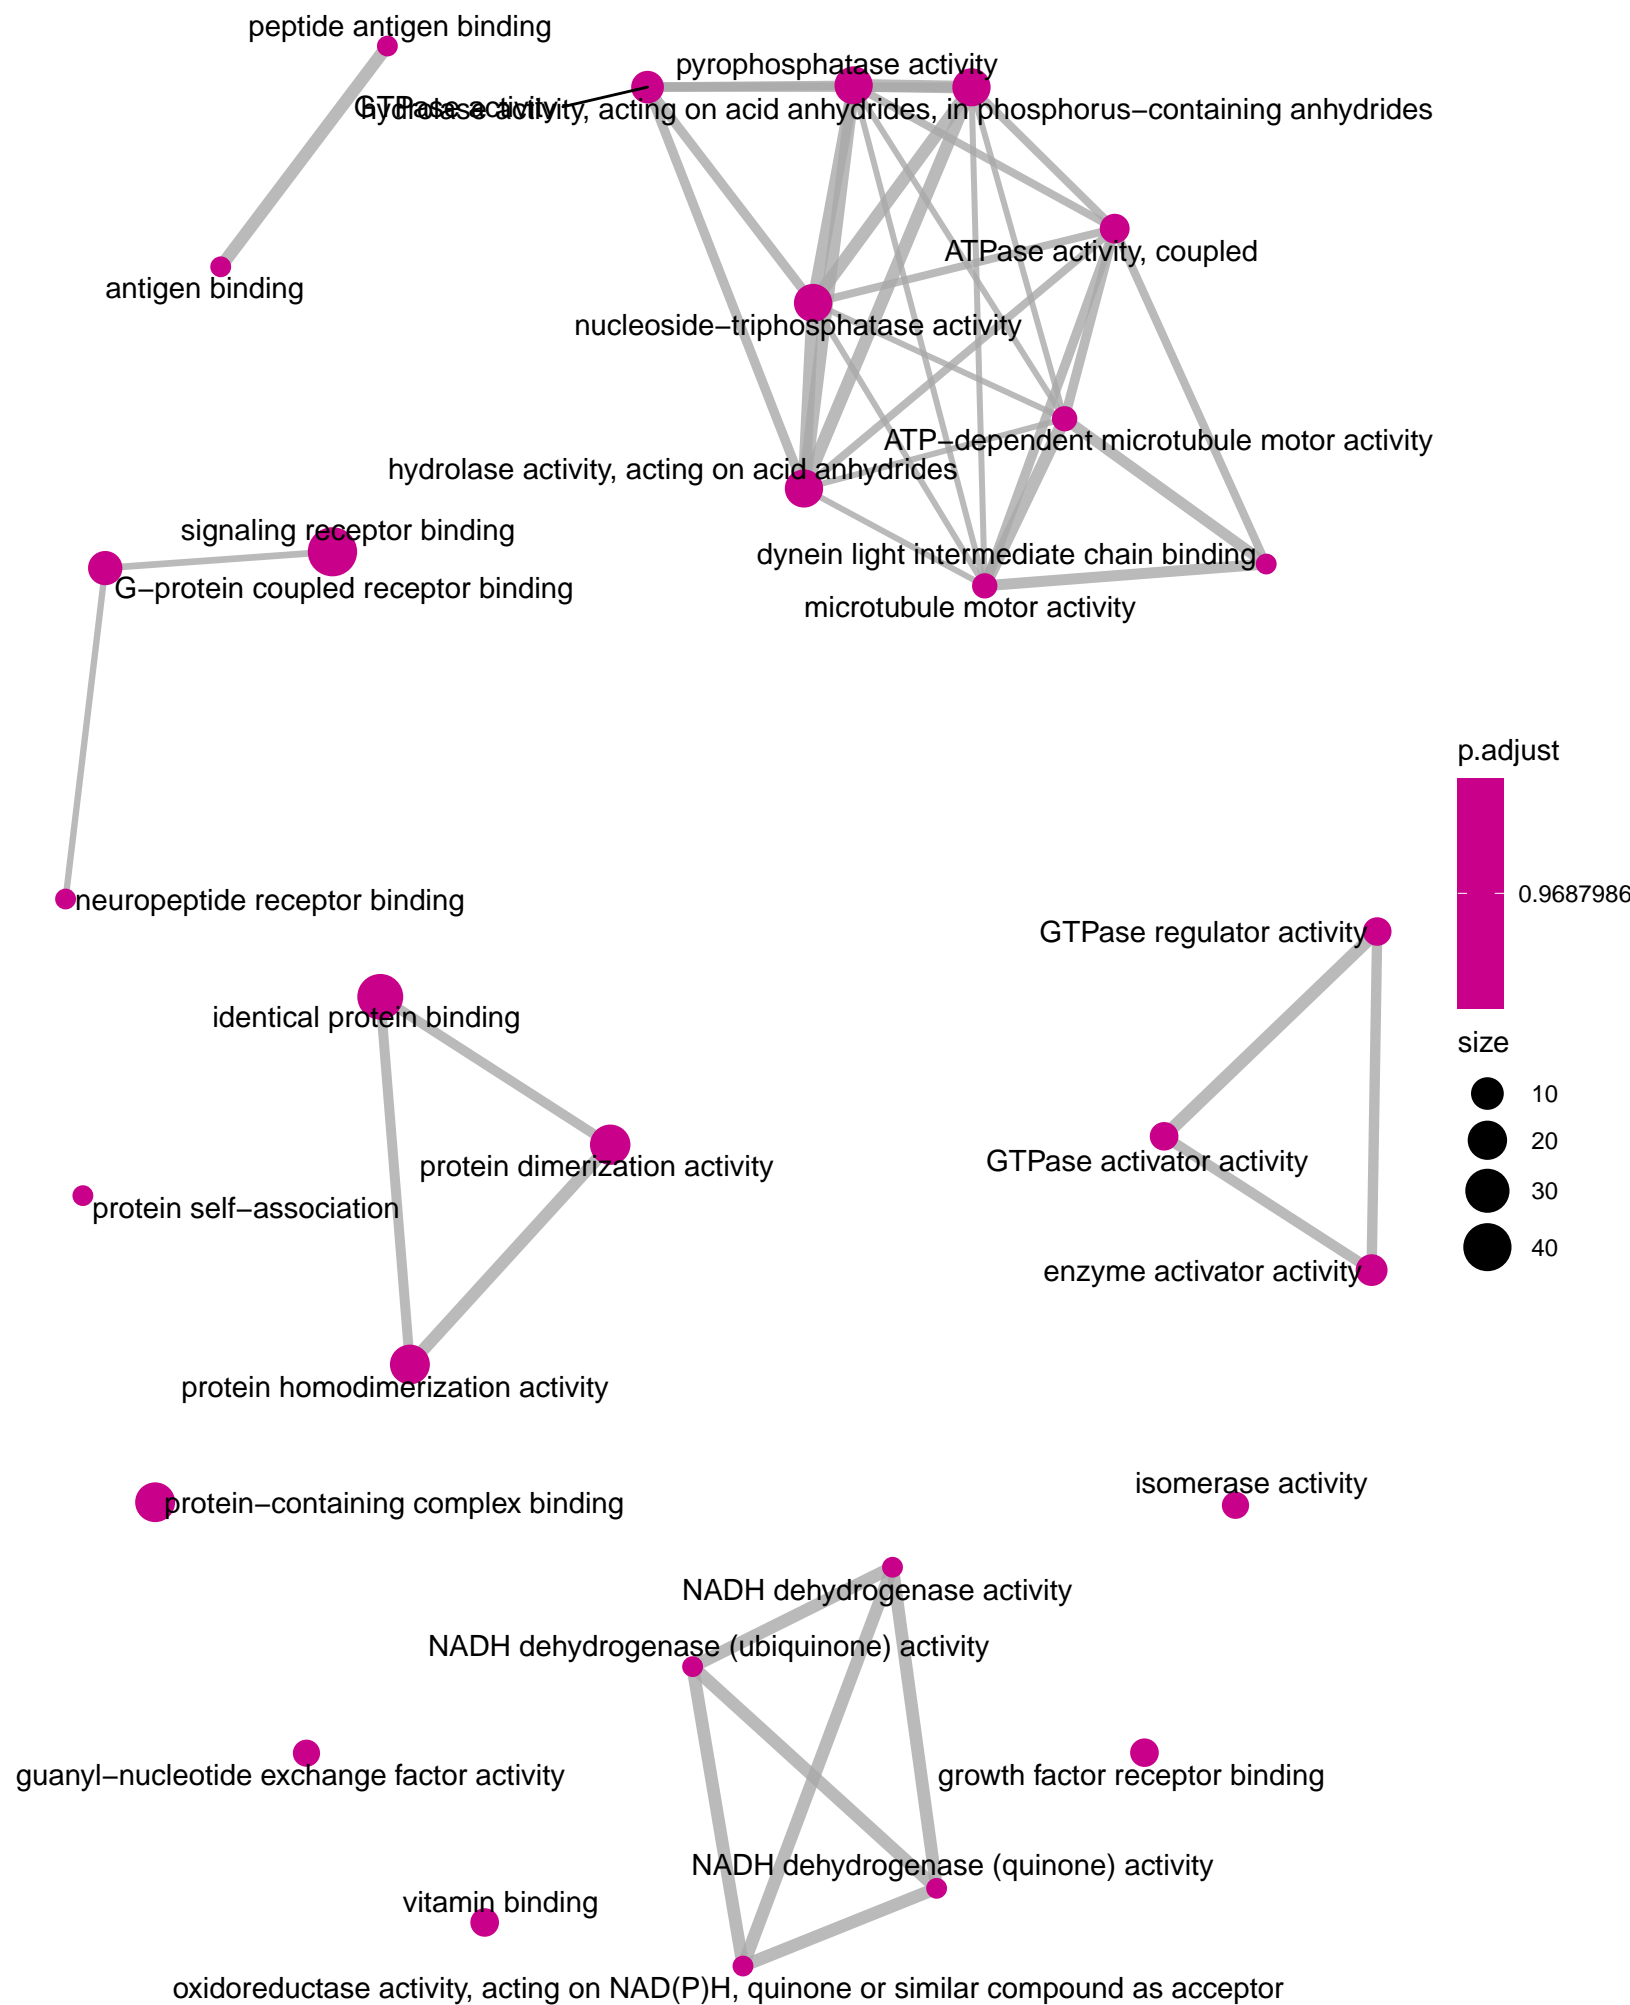 peptide antigen binding
pyrophosphatase activity
GTPase activity
hydrolase activity, acting on acid anhydrides, in phosphorus−containing anhydrides
ATPase activity, coupled
antigen binding
nucleoside−triphosphatase activity
ATP−dependent microtubule motor activity
hydrolase activity, acting on acid anhydrides
signaling receptor binding
dynein light intermediate chain binding
G−protein coupled receptor binding
microtubule motor activity
p.adjust
0.9687986
neuropeptide receptor binding
GTPase regulator activity
identical protein binding
size
10
20
30
40
GTPase activator activity
protein dimerization activity
protein self−association
enzyme activator activity
protein homodimerization activity
isomerase activity
protein−containing complex binding
NADH dehydrogenase activity
NADH dehydrogenase (ubiquinone) activity
guanyl−nucleotide exchange factor activity
growth factor receptor binding
NADH dehydrogenase (quinone) activity
vitamin binding
oxidoreductase activity, acting on NAD(P)H, quinone or similar compound as acceptor